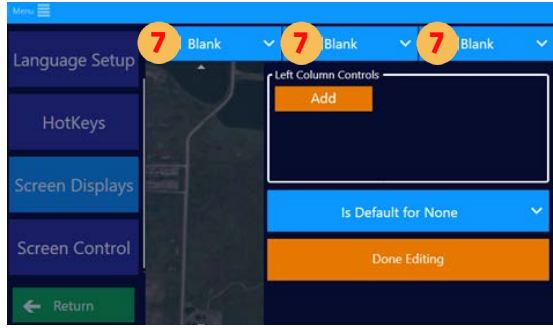 Menu
7 Blank 7 Blank 7 Blank
Language Setup
Left Column Controls
Add
HotKeys
Screen Displays
Is Default for None
Screen Control
Done Editing
Return